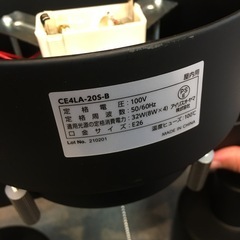 CE4LA-20S-B
屋内用
定格電圧：100V
定格周波数：50/60Hz
適用光源の定格消費電力：32W(8W×4)
口金サイズ：E26
温度ヒューズ：100℃
MADE IN CHINA
Lot No. 210201